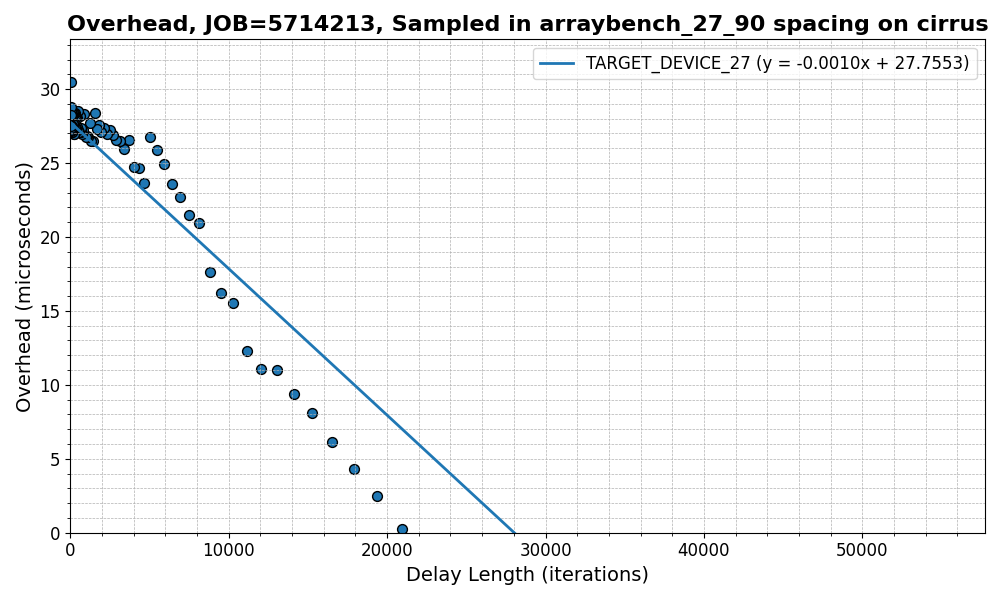 Overhead, JOB=5714213, Sampled in arraybench_27_90 spacing on cirrus
TARGET_DEVICE_27 (y = -0.0010x + 27.7553)
Overhead (microseconds)
30
25
20
15
10
5
0
0 10000 20000 30000 40000 50000
Delay Length (iterations)